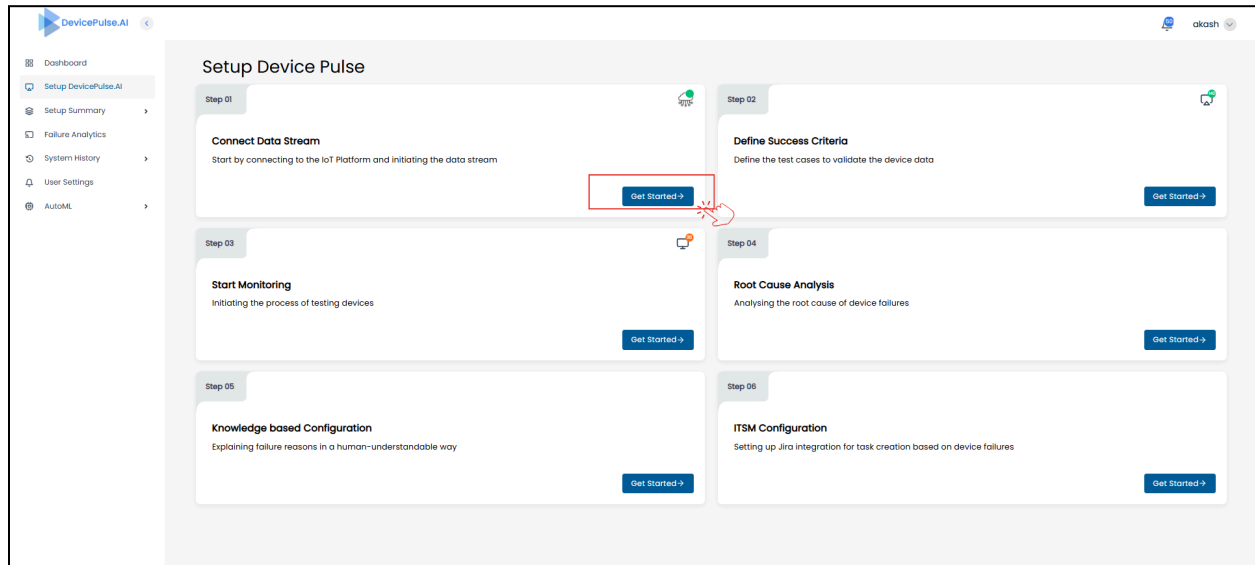 DevicePulse.AI
akash
Dashboard
Setup DevicePulse.AI
Setup Summary
Failure Analytics
System History
User Settings
AutoML
Setup Device Pulse
Step 01
Connect Data Stream
Start by connecting to the IoT Platform and initiating the data stream
Get Started→
Step 02
Define Success Criteria
Define the test cases to validate the device data
Get Started→
Step 03
Start Monitoring
Initiating the process of testing devices
Get Started→
Step 04
Root Cause Analysis
Analysing the root cause of device failures
Get Started→
Step 05
Knowledge based Configuration
Explaining failure reasons in a human-understandable way
Get Started→
Step 06
ITSM Configuration
Setting up Jira integration for task creation based on device failures
Get Started→